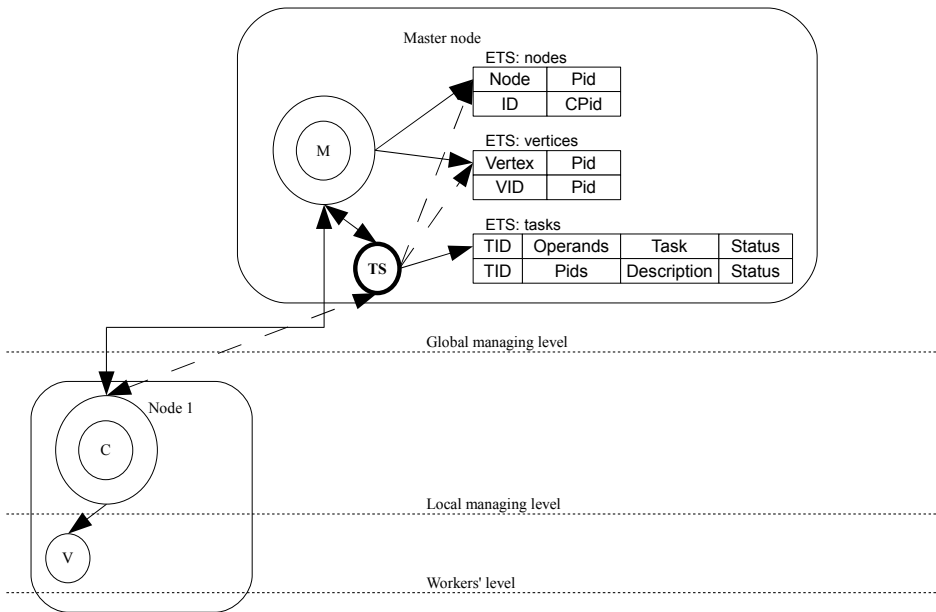 Master node
ETS: nodes
Node Pid
ID CPid
M
ETS: vertices
Vertex Pid
VID Pid
ETS: tasks
TID Operands Task Status
TID Pids Description Status
TS
Global managing level
Node 1
C
Local managing level
V
Workers' level